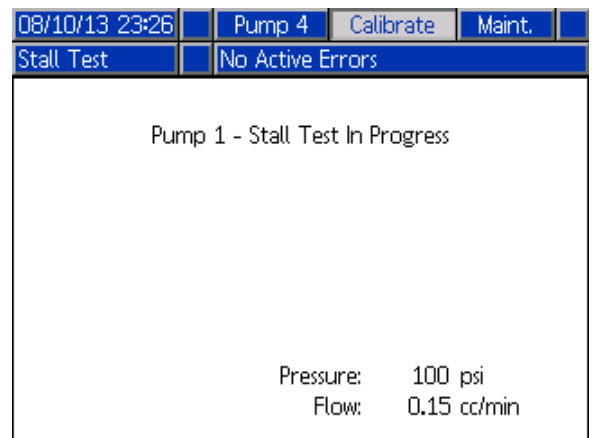 08/10/13 23:26 Pump 4 Calibrate Maint.
Stall Test No Active Errors
Pump 1 - Stall Test In Progress
Pressure: 100 psi
Flow: 0.15 cc/min